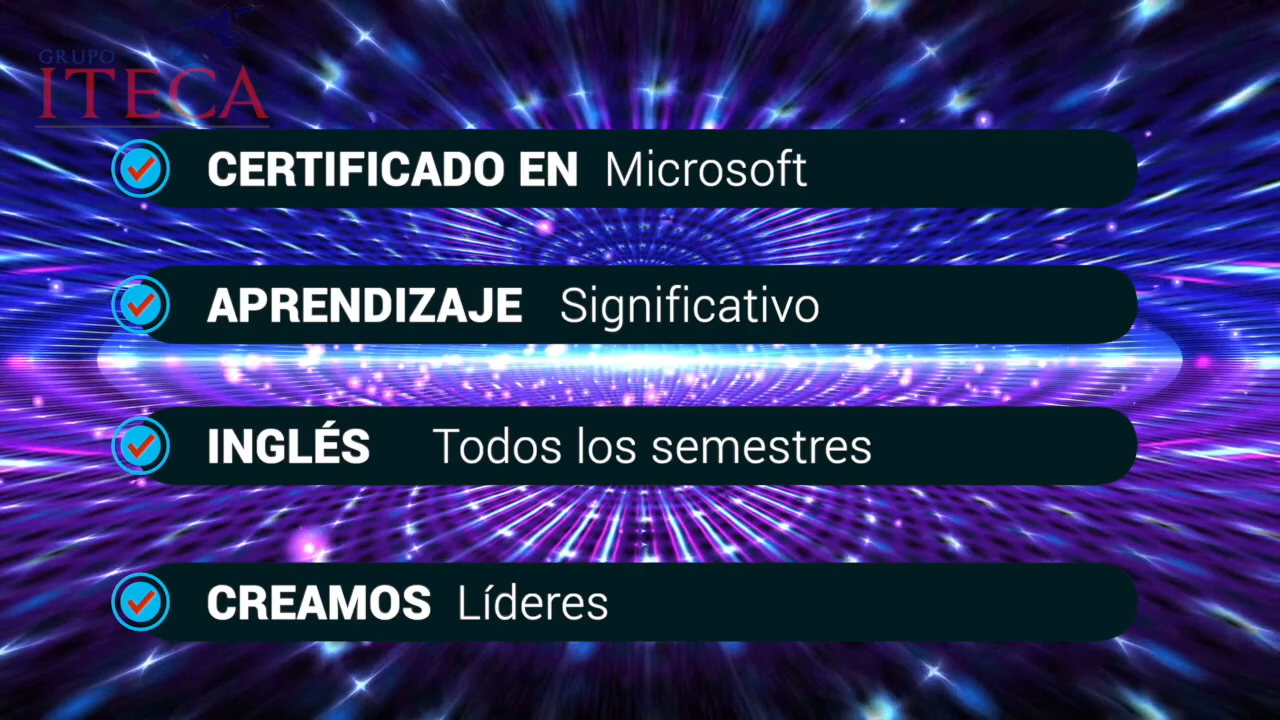 GRUPO
ITECA
CERTIFICADO EN Microsoft
APRENDIZAJE Significativo
INGLÉS Todos los semestres
CREAMOS Líderes